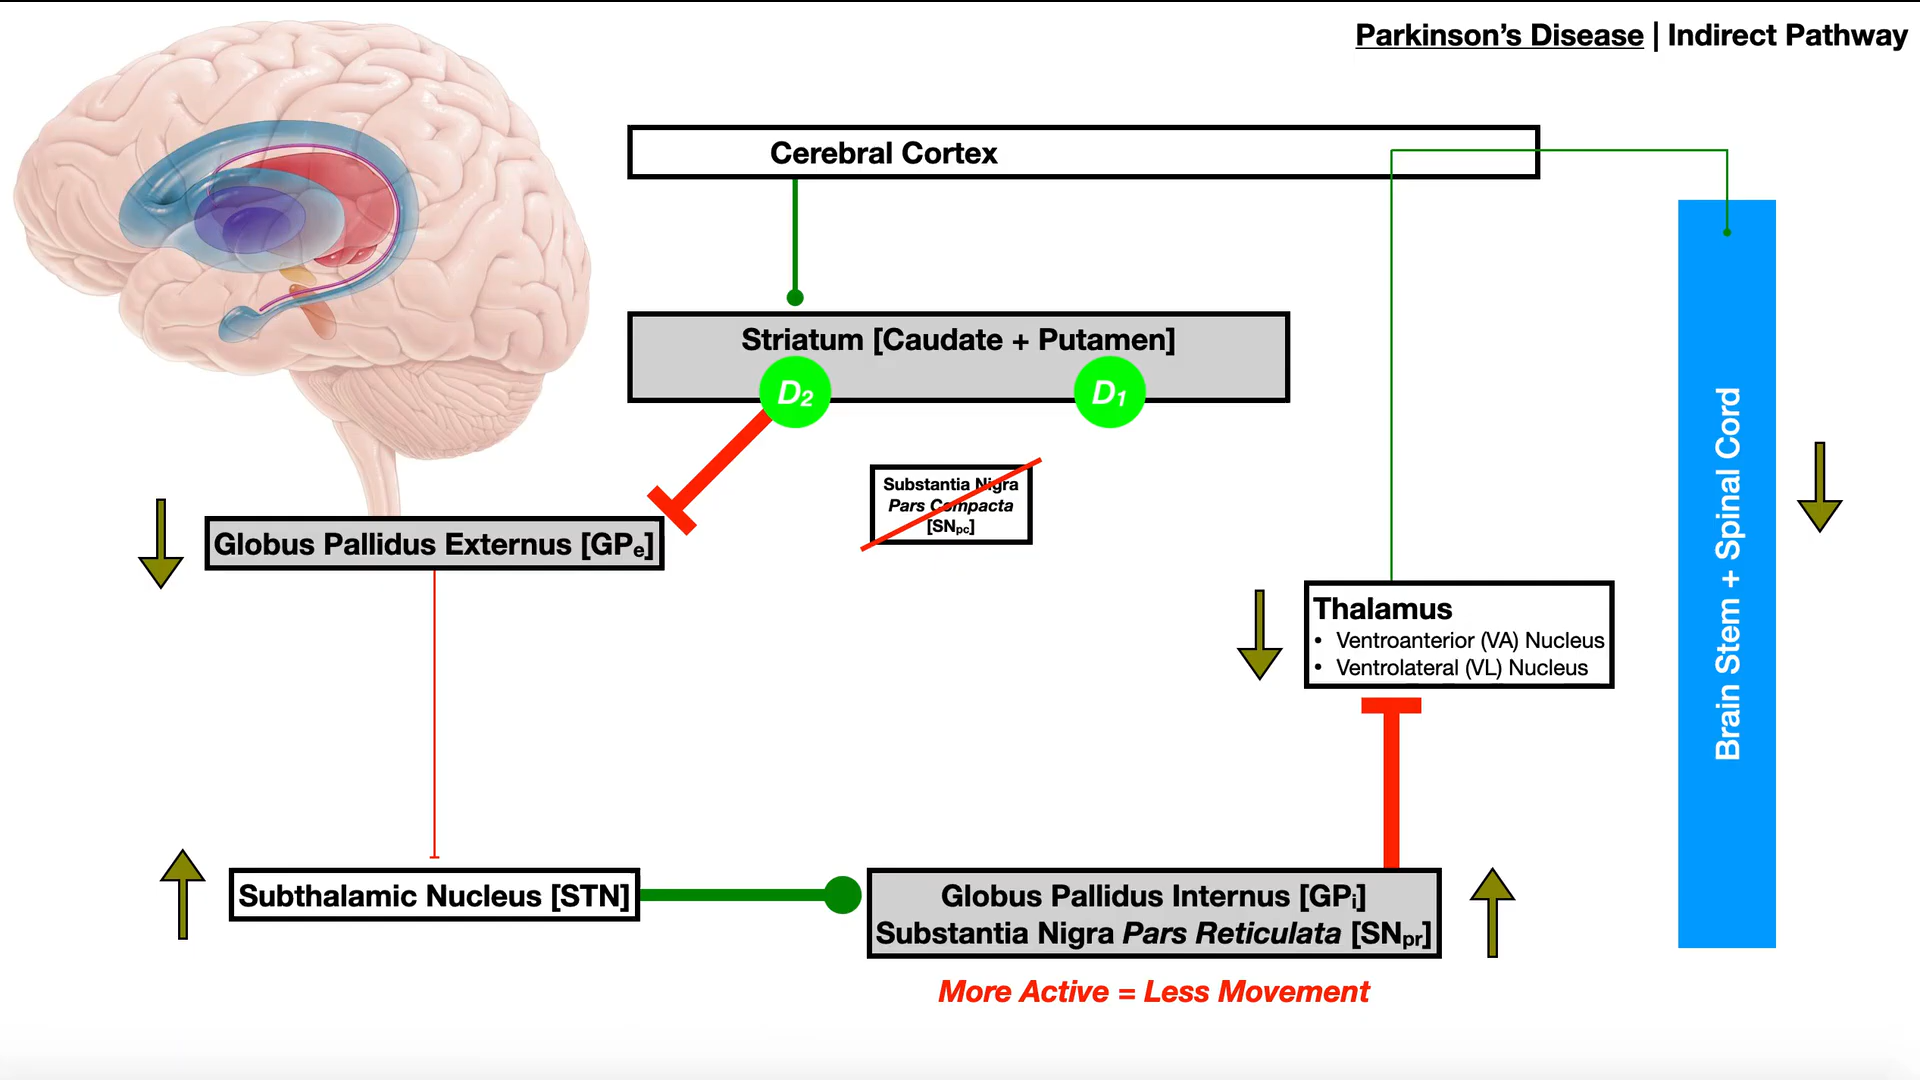 Parkinson's Disease | Indirect Pathway
Cerebral Cortex
Striatum [Caudate + Putamen]
D₂
D₁
Substantia Nigra
Pars Compacta
[SNpc]
Globus Pallidus Externus [GPe]
Thalamus
• Ventroanterior (VA) Nucleus
• Ventrolateral (VL) Nucleus
Brain Stem + Spinal Cord
Subthalamic Nucleus [STN]
Globus Pallidus Internus [GPi]
Substantia Nigra Pars Reticulata [SNpr]
More Active = Less Movement